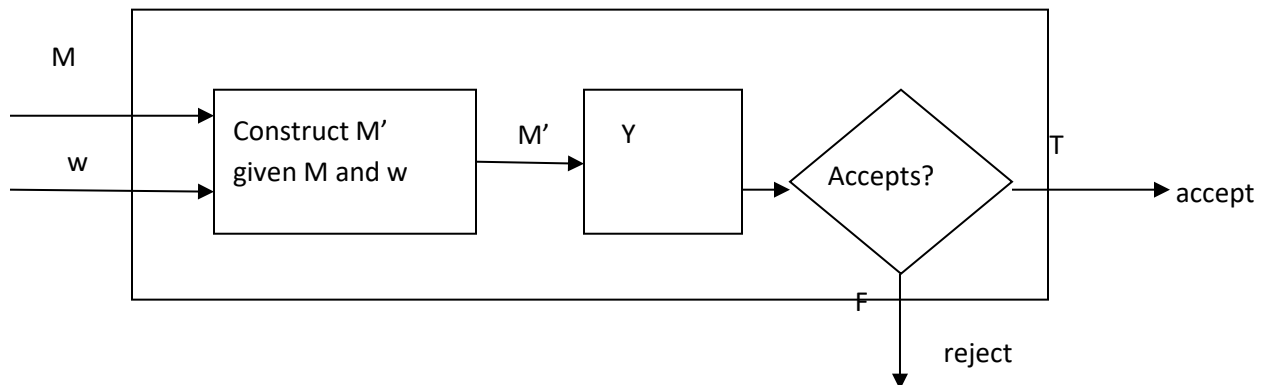 M
w
Construct M’
given M and w
M’
Y
Accepts?
T
accept
F
reject